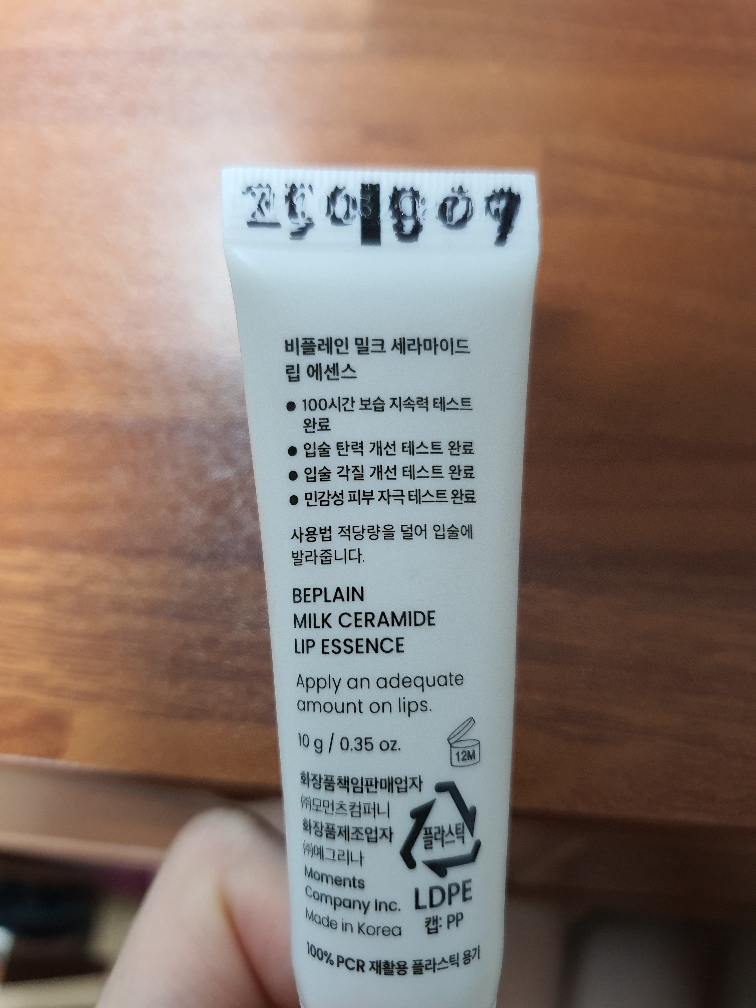 비플레인 밀크 세라마이드
립 에센스
● 100시간 보습 지속력 테스트
완료
● 입술 탄력 개선 테스트 완료
● 입술 각질 개선 테스트 완료
● 민감성 피부 자극 테스트 완료
사용법 적당량을 덜어 입술에
발라줍니다.
BEPLAIN
MILK CERAMIDE
LIP ESSENCE
Apply an adequate
amount on lips.
10 g / 0.35 oz.
12M
화장품책임판매업자
㈜모먼츠컴퍼니
화장품제조업자
㈜예그리나
Moments
Company Inc.
Made in Korea
플라스틱
LDPE
캡: PP
100% PCR 재활용 플라스틱 용기